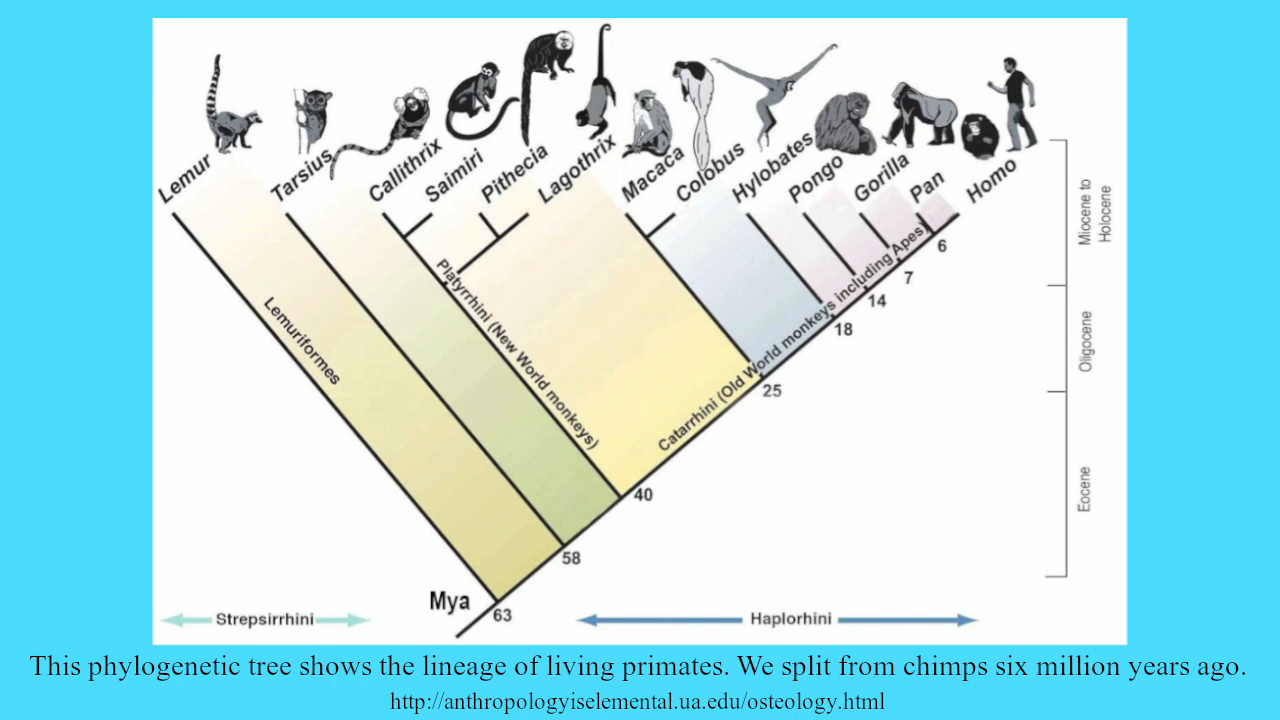 Lemur
Tarsius
Callithrix
Saimiri
Pithecia
Lagothrix
Macaca
Colobus
Hylobates
Pongo
Gorilla
Pan
Homo
Lemuriformes
Platyrrhini (New World monkeys)
Catarrhini (Old World monkeys including Apes)
6
7
14
18
25
40
58
63
Mya
Miocene to
Holocene
Oligocene
Eocene
Strepsirrhini
Haplorhini
This phylogenetic tree shows the lineage of living primates. We split from chimps six million years ago.
http://anthropologyiselemental.ua.edu/osteology.html